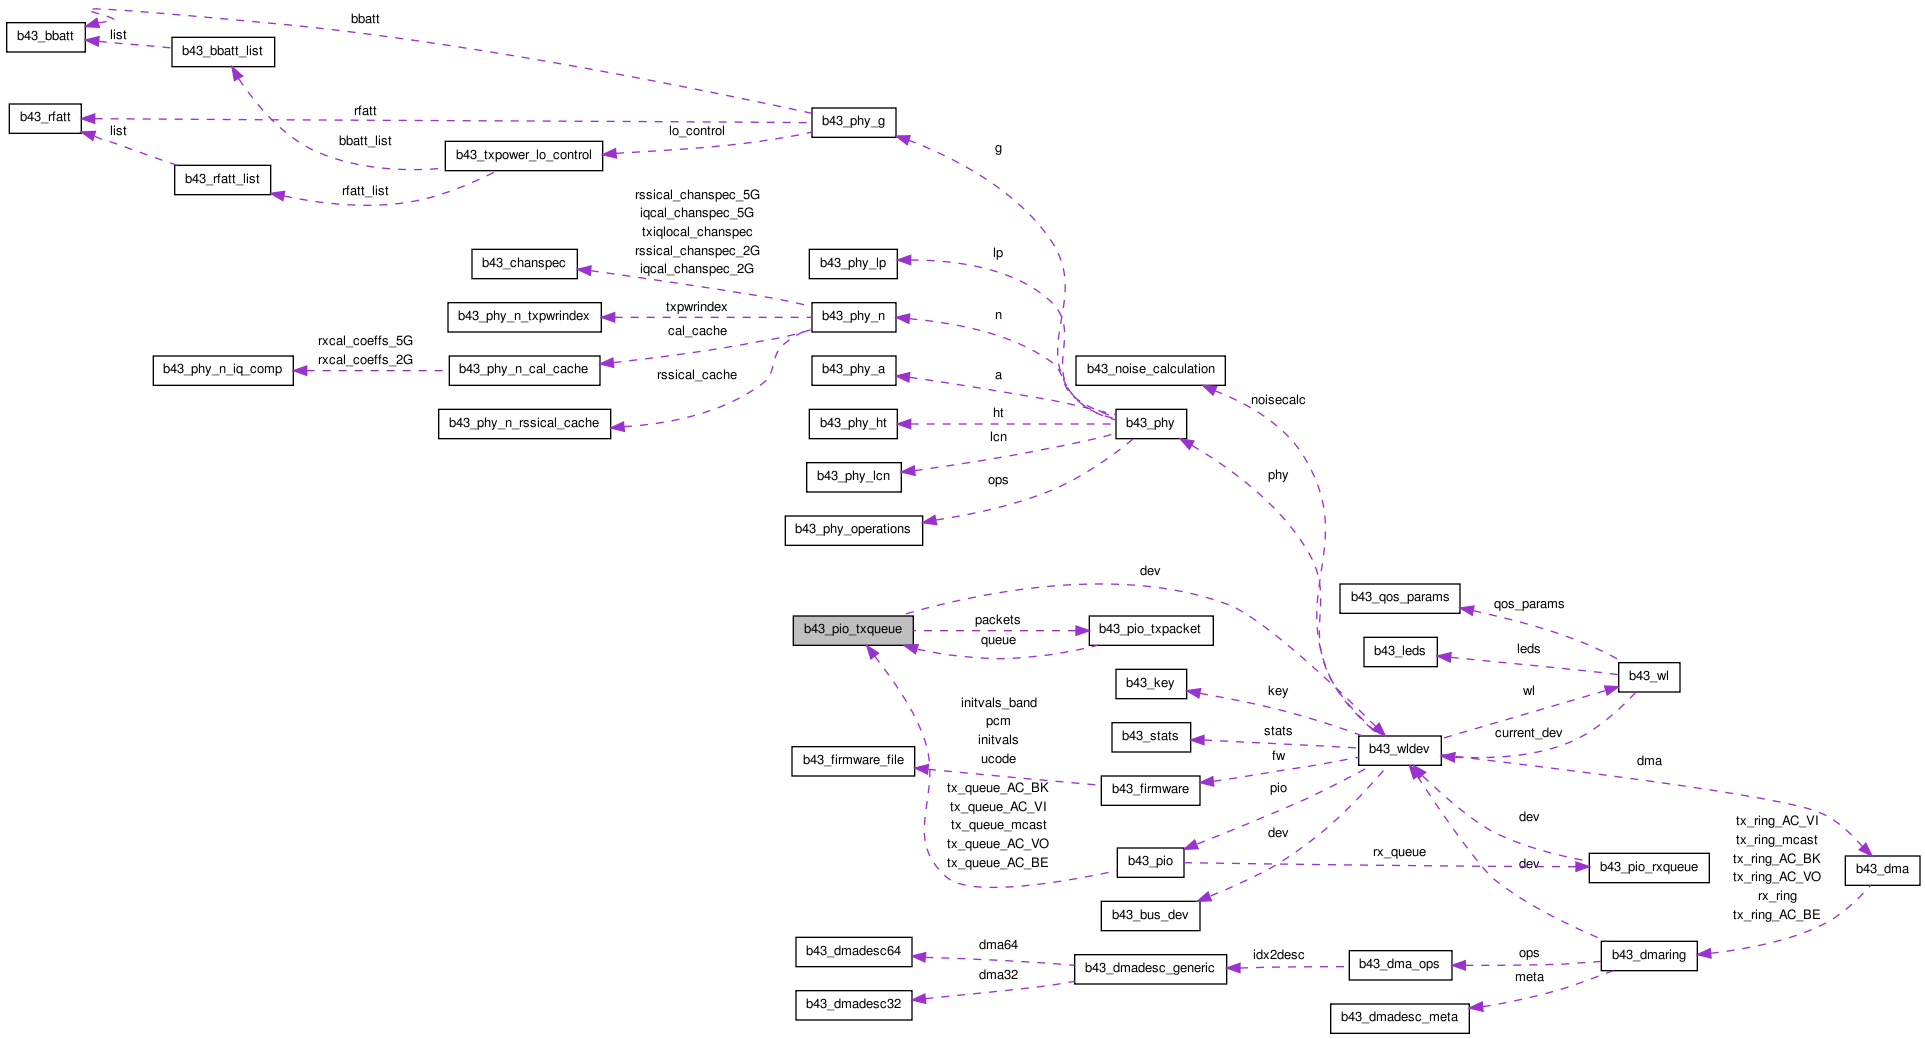 bbatt
b43_bbatt
list
b43_bbatt_list
b43_rfatt
rfatt
b43_phy_g
list
lo_control
bbatt_list
b43_txpower_lo_control
g
b43_rfatt_list
rfatt_list
rssical_chanspec_5G
iqcal_chanspec_5G
txiqlocal_chanspec
rssical_chanspec_2G
iqcal_chanspec_2G
b43_chanspec
b43_phy_lp
lp
b43_phy_n_txpwrindex
txpwrindex
b43_phy_n
n
cal_cache
rxcal_coeffs_5G
rxcal_coeffs_2G
b43_phy_n_iq_comp
b43_phy_n_cal_cache
rssical_cache
b43_phy_a
a
b43_noise_calculation
noisecalc
b43_phy_n_rssical_cache
b43_phy_ht
ht
b43_phy
lcn
b43_phy_lcn
ops
phy
b43_phy_operations
dev
b43_qos_params
qos_params
b43_pio_txqueue
packets
queue
b43_pio_txpacket
b43_leds
leds
b43_wl
b43_key
key
wl
initvals_band
pcm
initvals
ucode
b43_stats
stats
current_dev
b43_wldev
b43_firmware_file
fw
dma
b43_firmware
pio
tx_queue_AC_BK
tx_queue_AC_VI
tx_queue_mcast
tx_queue_AC_VO
tx_queue_AC_BE
dev
dev
tx_ring_AC_VI
tx_ring_mcast
tx_ring_AC_BK
tx_ring_AC_VO
rx_ring
tx_ring_AC_BE
b43_pio
rx_queue
dev
b43_pio_rxqueue
b43_dma
b43_bus_dev
b43_dmadesc64
dma64
b43_dmadesc_generic
idx2desc
b43_dma_ops
ops
b43_dmaring
dma32
meta
b43_dmadesc32
b43_dmadesc_meta